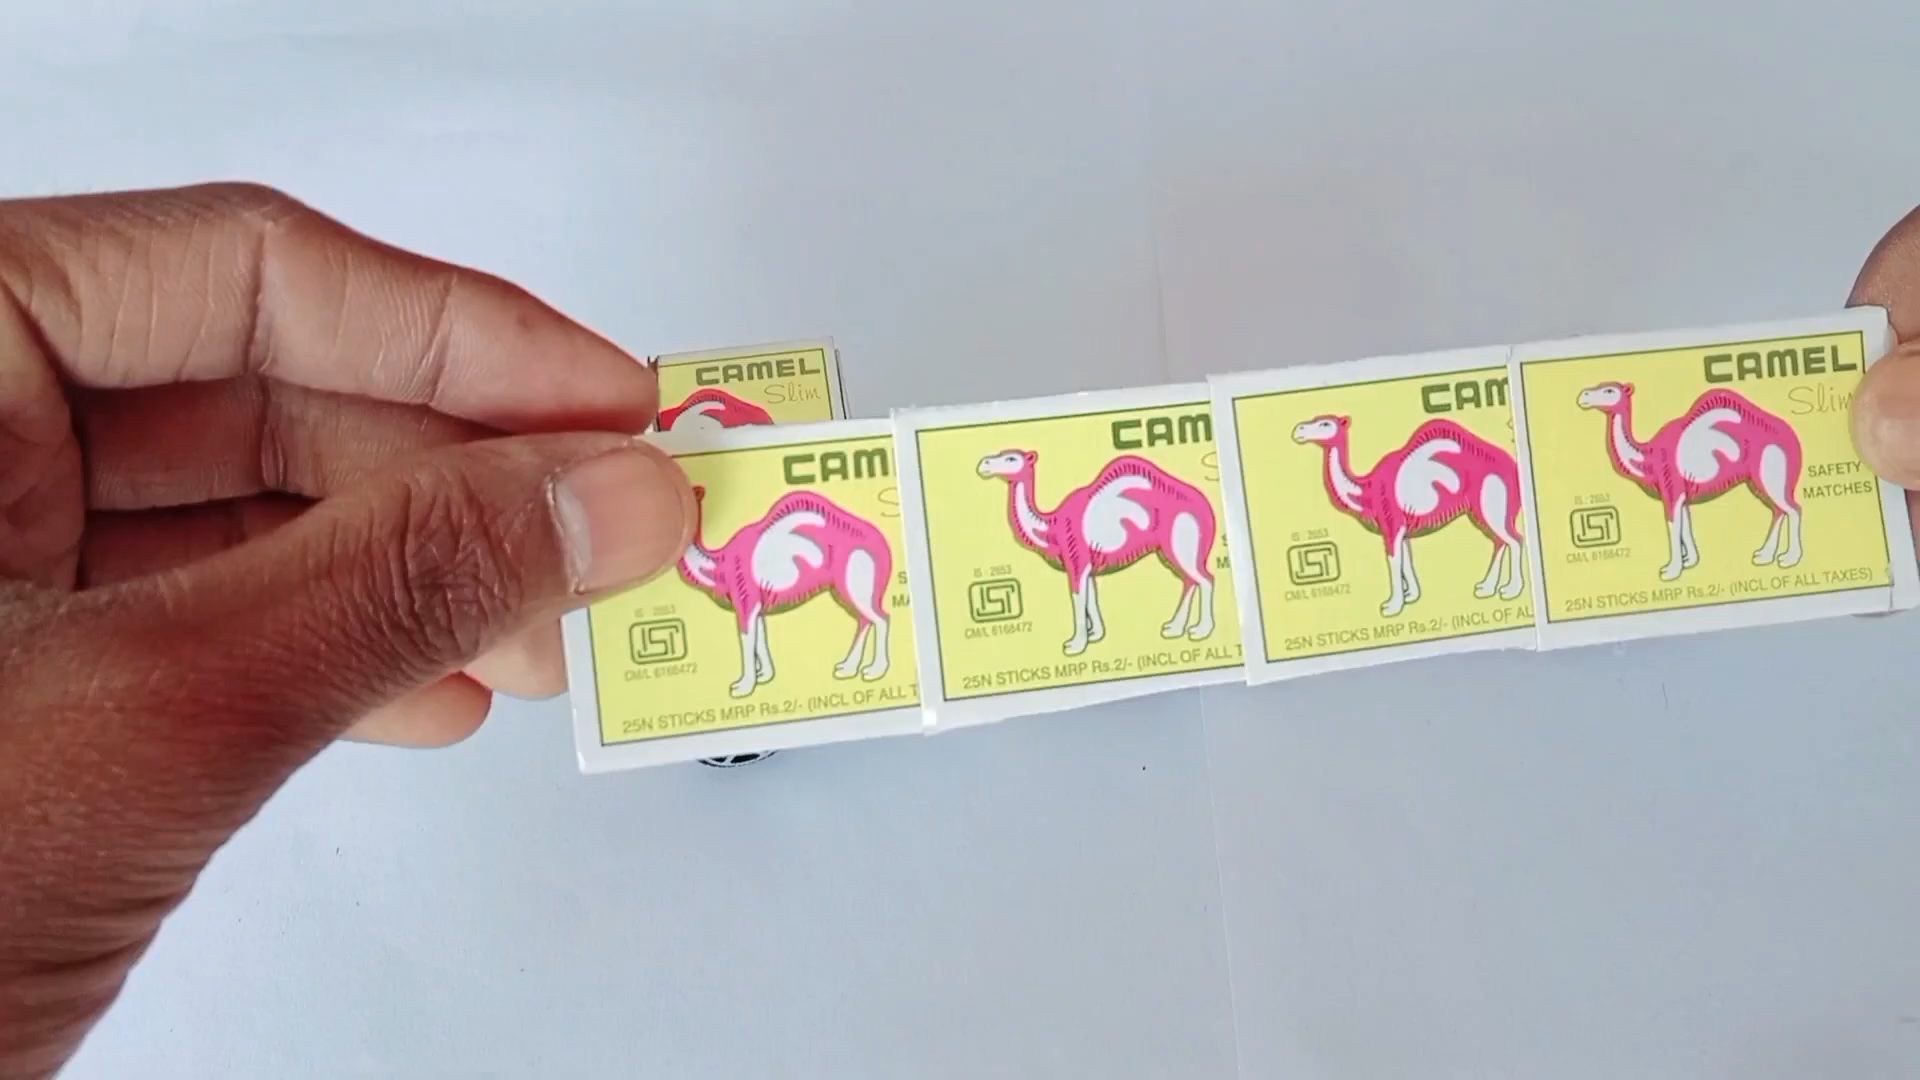 CAMEL
Slim
CAM
S
IS : 2653
CM/L 6168472
25N STICKS MRP Rs.2/- (INCL OF ALL T
CAM
IS : 2653
CM/L 6168472
25N STICKS MRP Rs.2/- (INCL OF ALL T
CAM
IS : 2653
CM/L 6168472
25N STICKS MRP Rs.2/- (INCL OF AL
CAMEL
Slim
SAFETY
MATCHES
IS : 2653
CM/L 6168472
25N STICKS MRP Rs.2/- (INCL OF ALL TAXES)